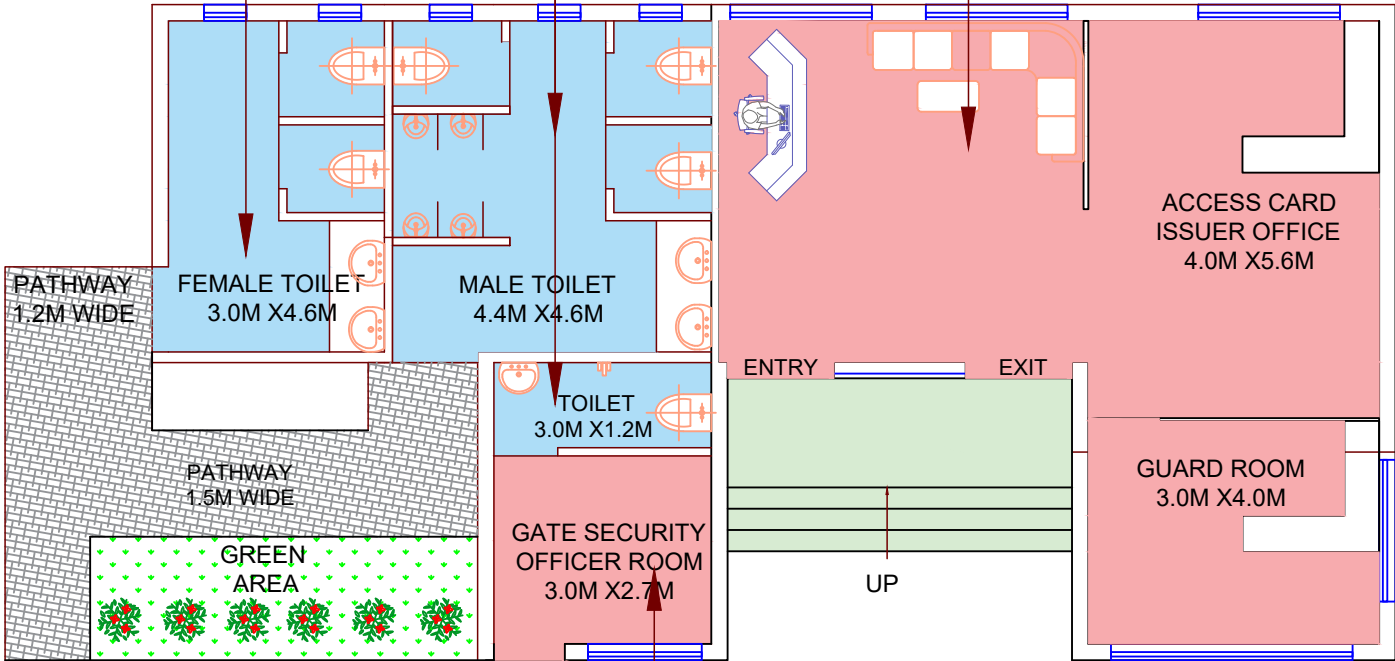 PATHWAY
1.2M WIDE
FEMALE TOILET
3.0M X4.6M
MALE TOILET
4.4M X4.6M
ACCESS CARD
ISSUER OFFICE
4.0M X5.6M
ENTRY
EXIT
TOILET
3.0M X1.2M
PATHWAY
1.5M WIDE
GUARD ROOM
3.0M X4.0M
GATE SECURITY
OFFICER ROOM
3.0M X2.7M
GREEN
AREA
UP